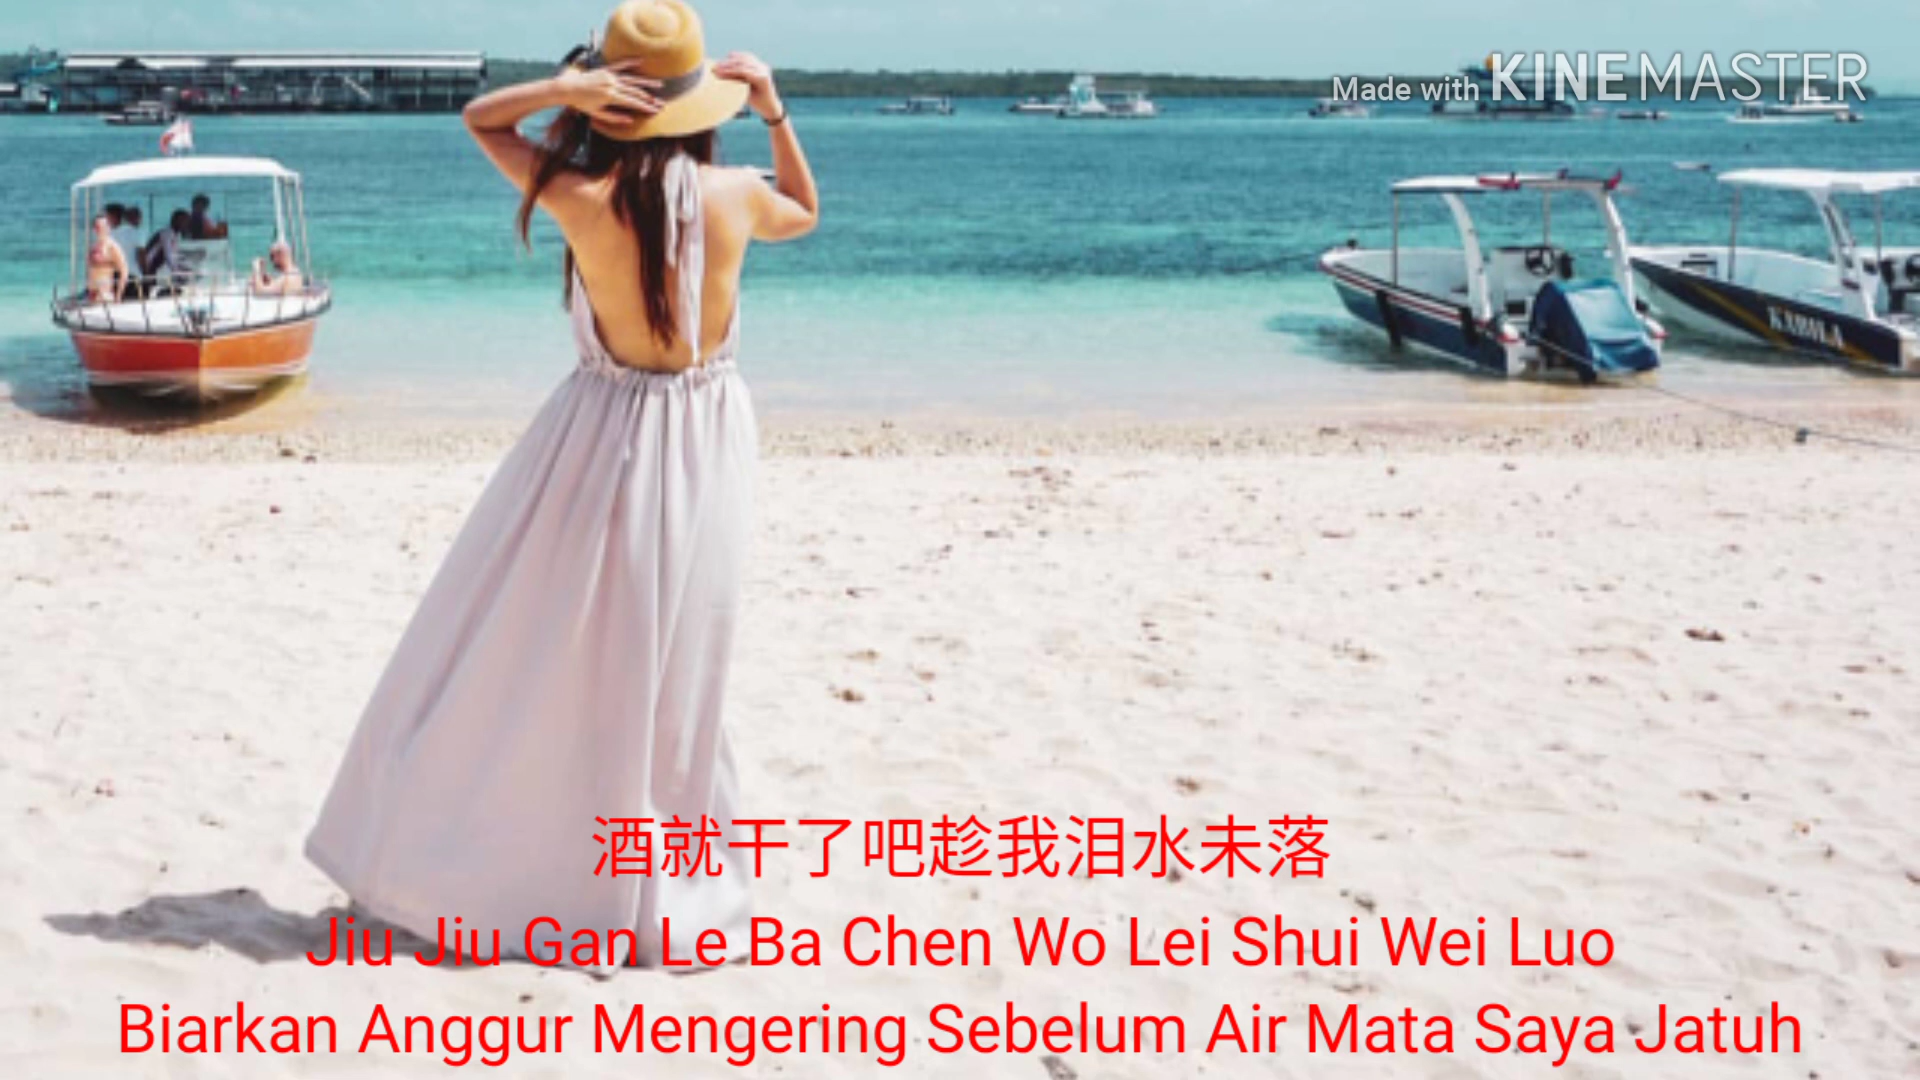 Made with KINEMASTER
KAHOLA
酒就干了吧趁我泪水未落
Jiu Jiu Gan Le Ba Chen Wo Lei Shui Wei Luo
Biarkan Anggur Mengering Sebelum Air Mata Saya Jatuh